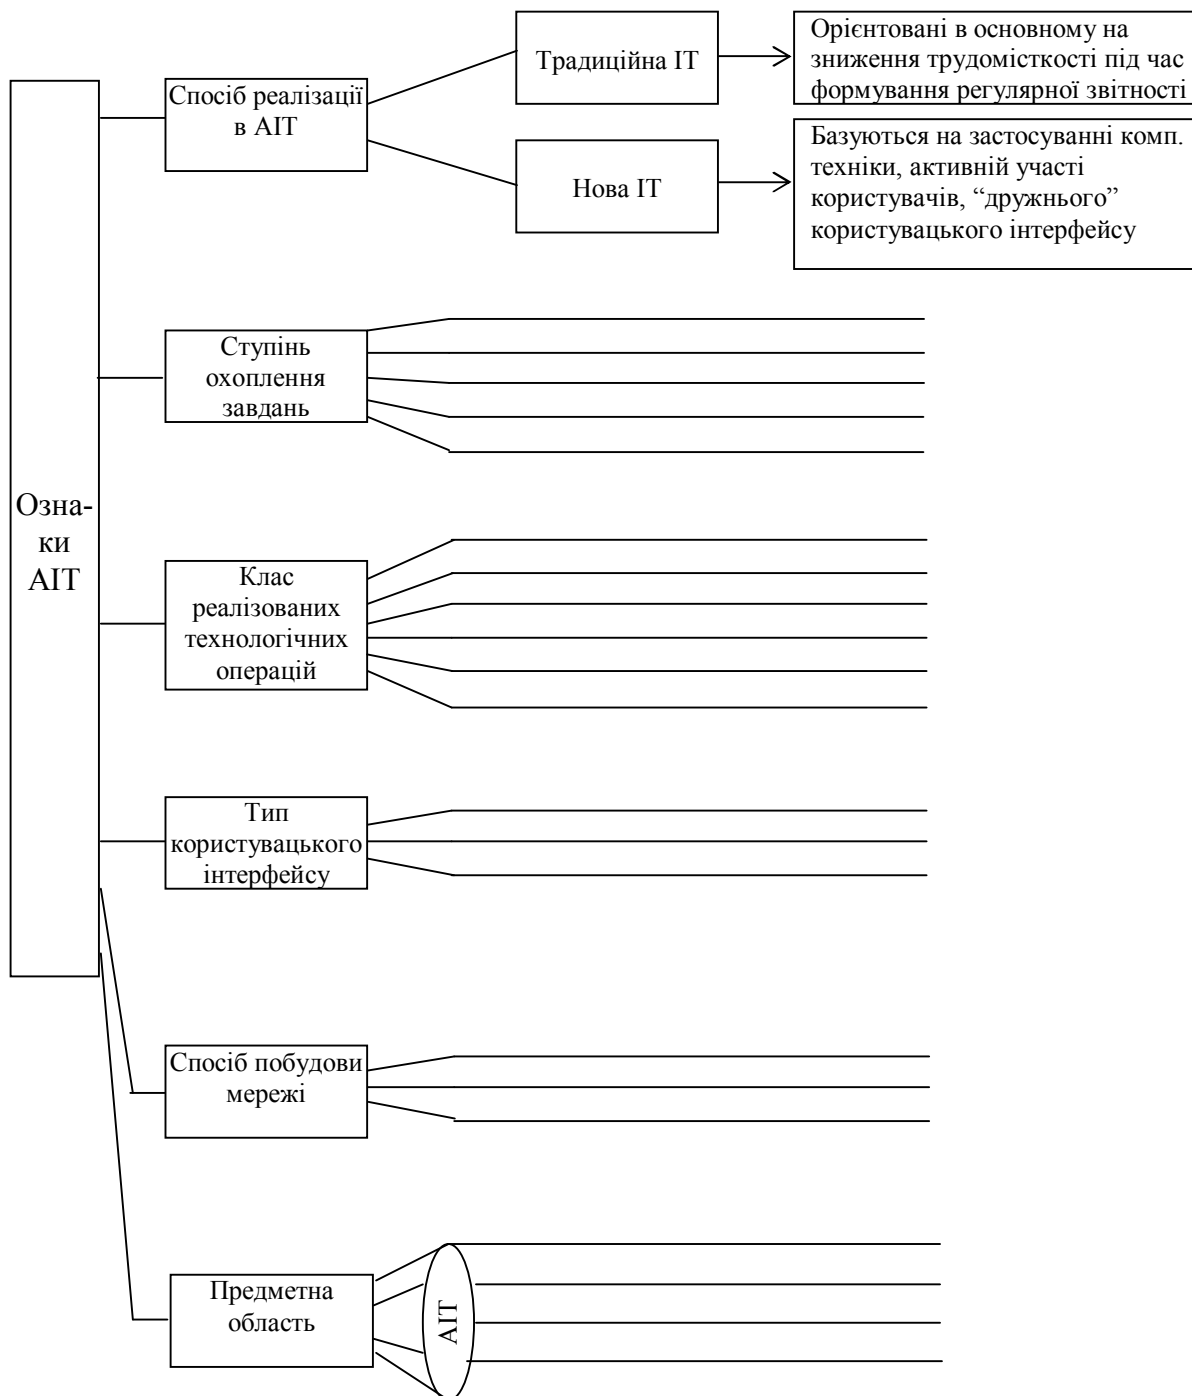 Орієнтовані в основному на
зниження трудомісткості під час
формування регулярної звітності
Традиційна ІТ
Спосіб реалізації
в АІТ
Базуються на застосуванні комп.
техніки, активній участі
користувачів, “дружнього”
користувацького інтерфейсу
Нова ІТ
Ступінь
охоплення
завдань
Озна-
ки
АІТ
Клас
реалізованих
технологічних
операцій
Тип
користувацького
інтерфейсу
Спосіб побудови
мережі
Предметна
область
АІТ